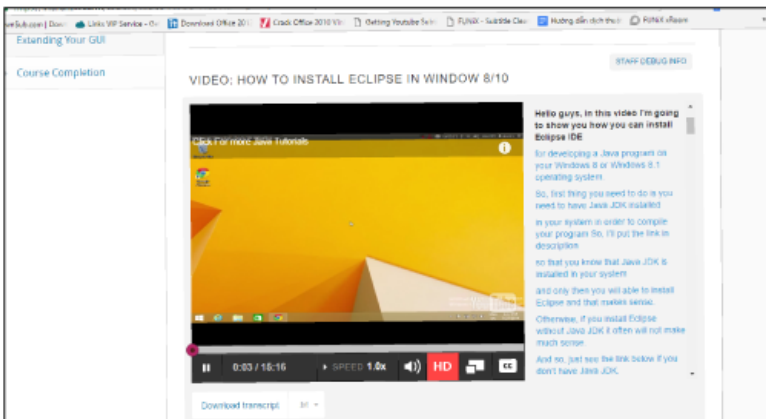 Links VIP Service - 
Download Office 201
Crack Office 2010 
Getting Youtube 
FUNiX - Subtitle Clea
Hướng dẫn dịch thuậ
FUNiX xRoom
Extending Your GUI
Course Completion
STAFF DEBUG INFO
VIDEO: HOW TO INSTALL ECLIPSE IN WINDOW 8/10
Click For more Java Tutorials
Hello guys, in this video I'm going
to show you how you can install
Eclipse IDE
for developing a Java program on
your Windows 8 or Windows 8.1
operating system
So, first thing you need to do is you
need to have Java JDK installed
in your system in order to compile
your program So, I'll put the link in
description
so that you know that Java JDK is
installed in your system
and only then you will able to install
Eclipse and that makes sense.
Otherwise, if you install Eclipse
without Java JDK it often will not make
much sense.
And so, just see the link below if you
don't have Java JDK.
0:03 / 15:16
SPEED 1.0x
HD
CC
Download transcript